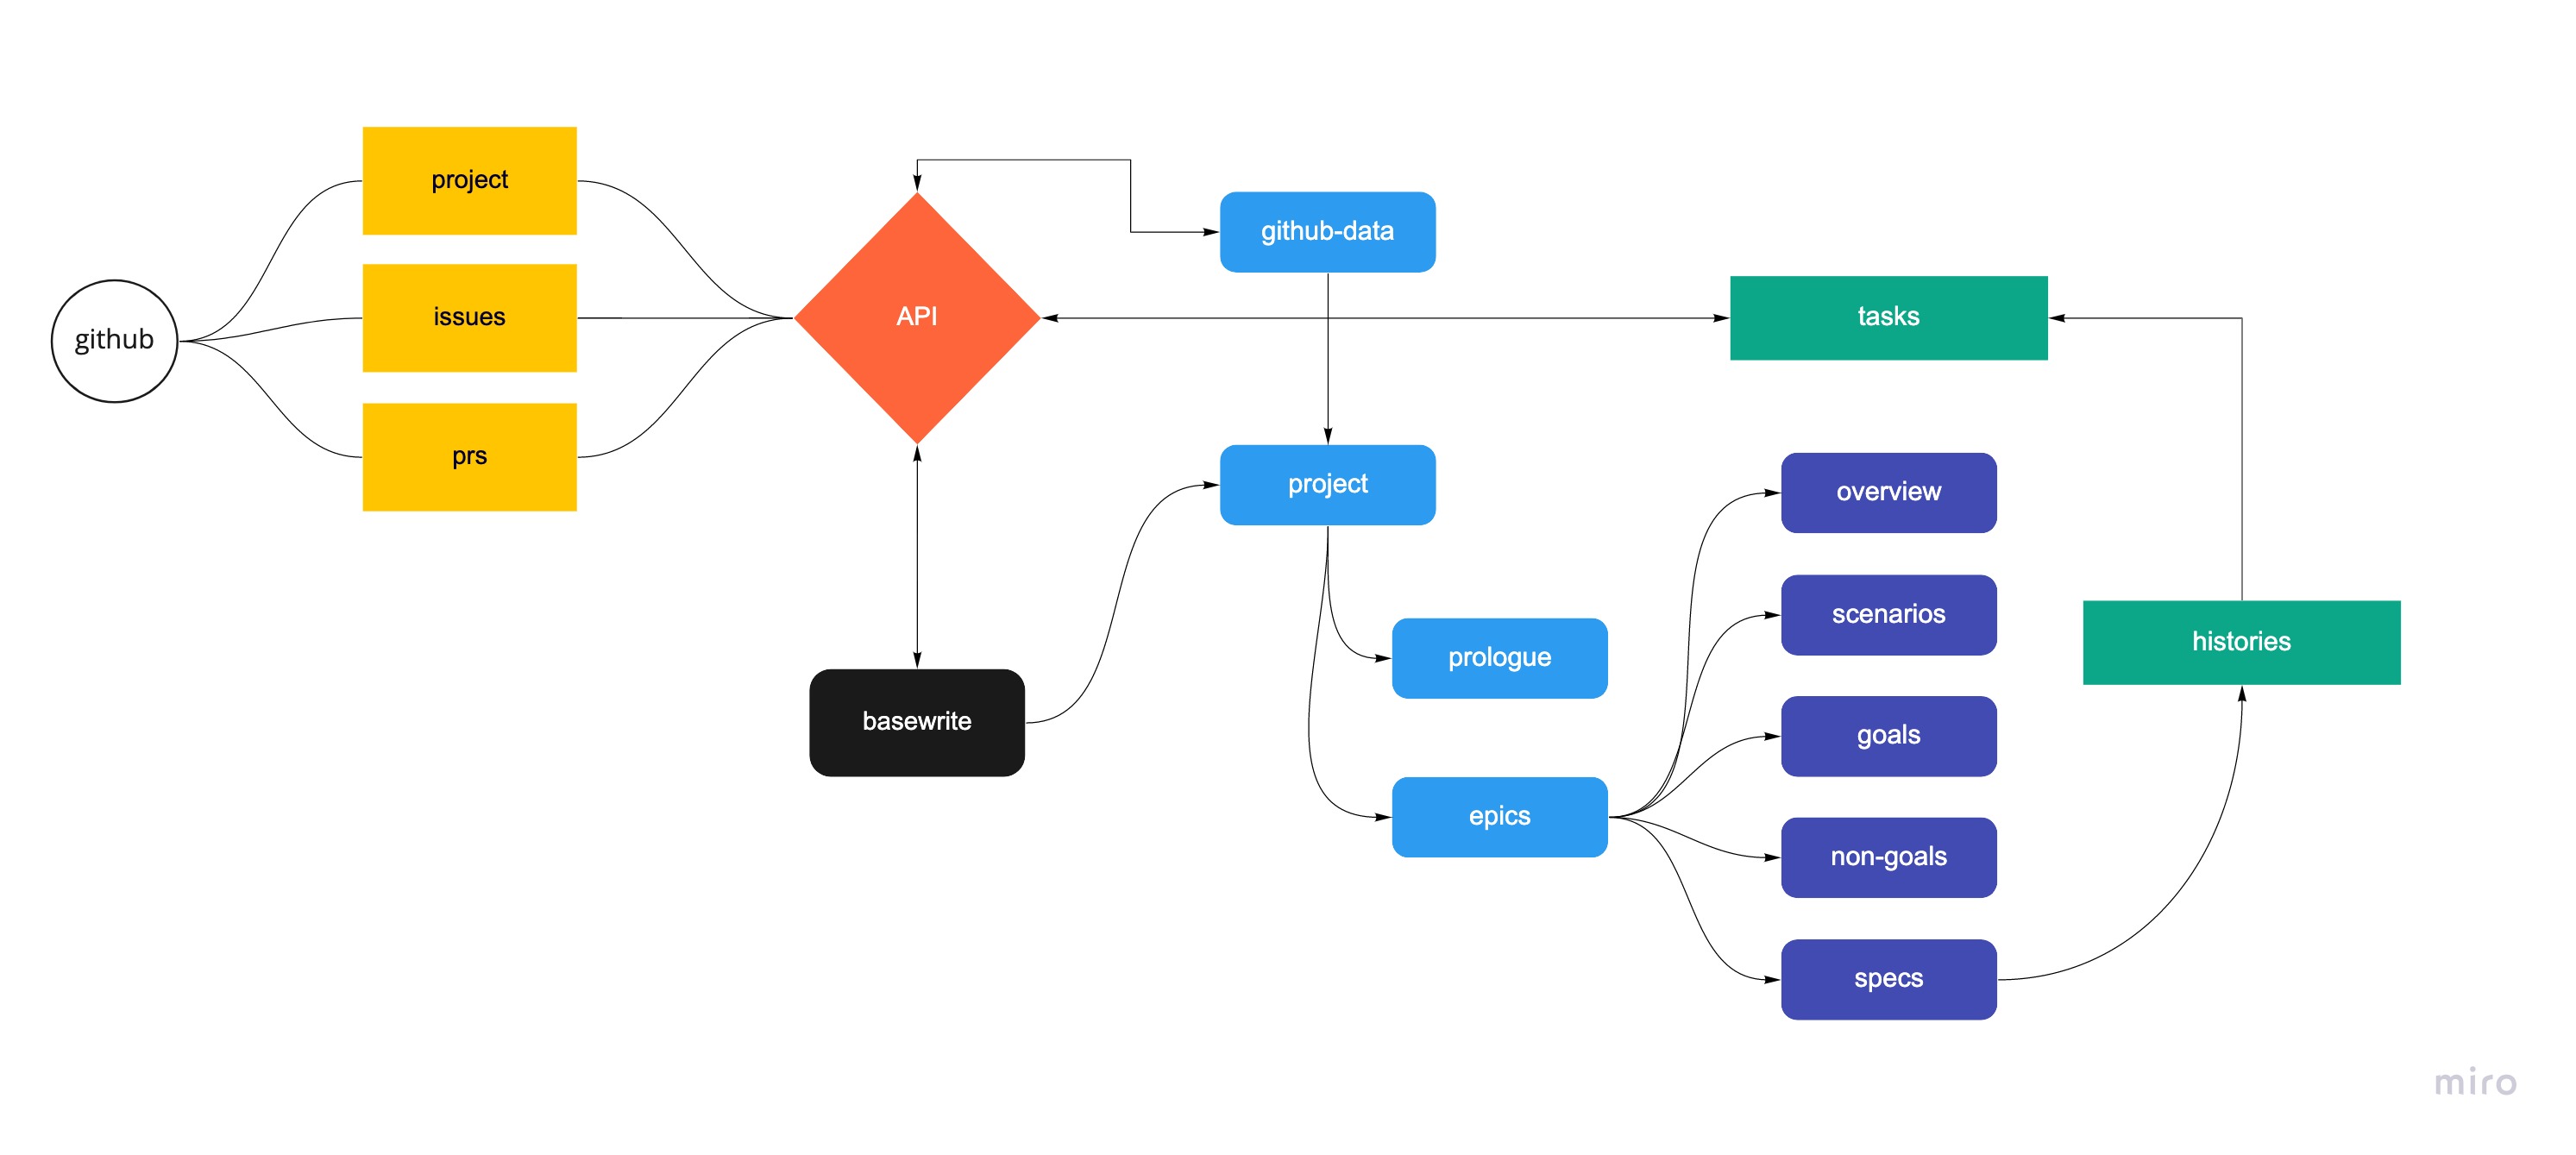 github
project
issues
prs
API
basewrite
github-data
project
prologue
epics
tasks
overview
scenarios
goals
non-goals
specs
histories
miro